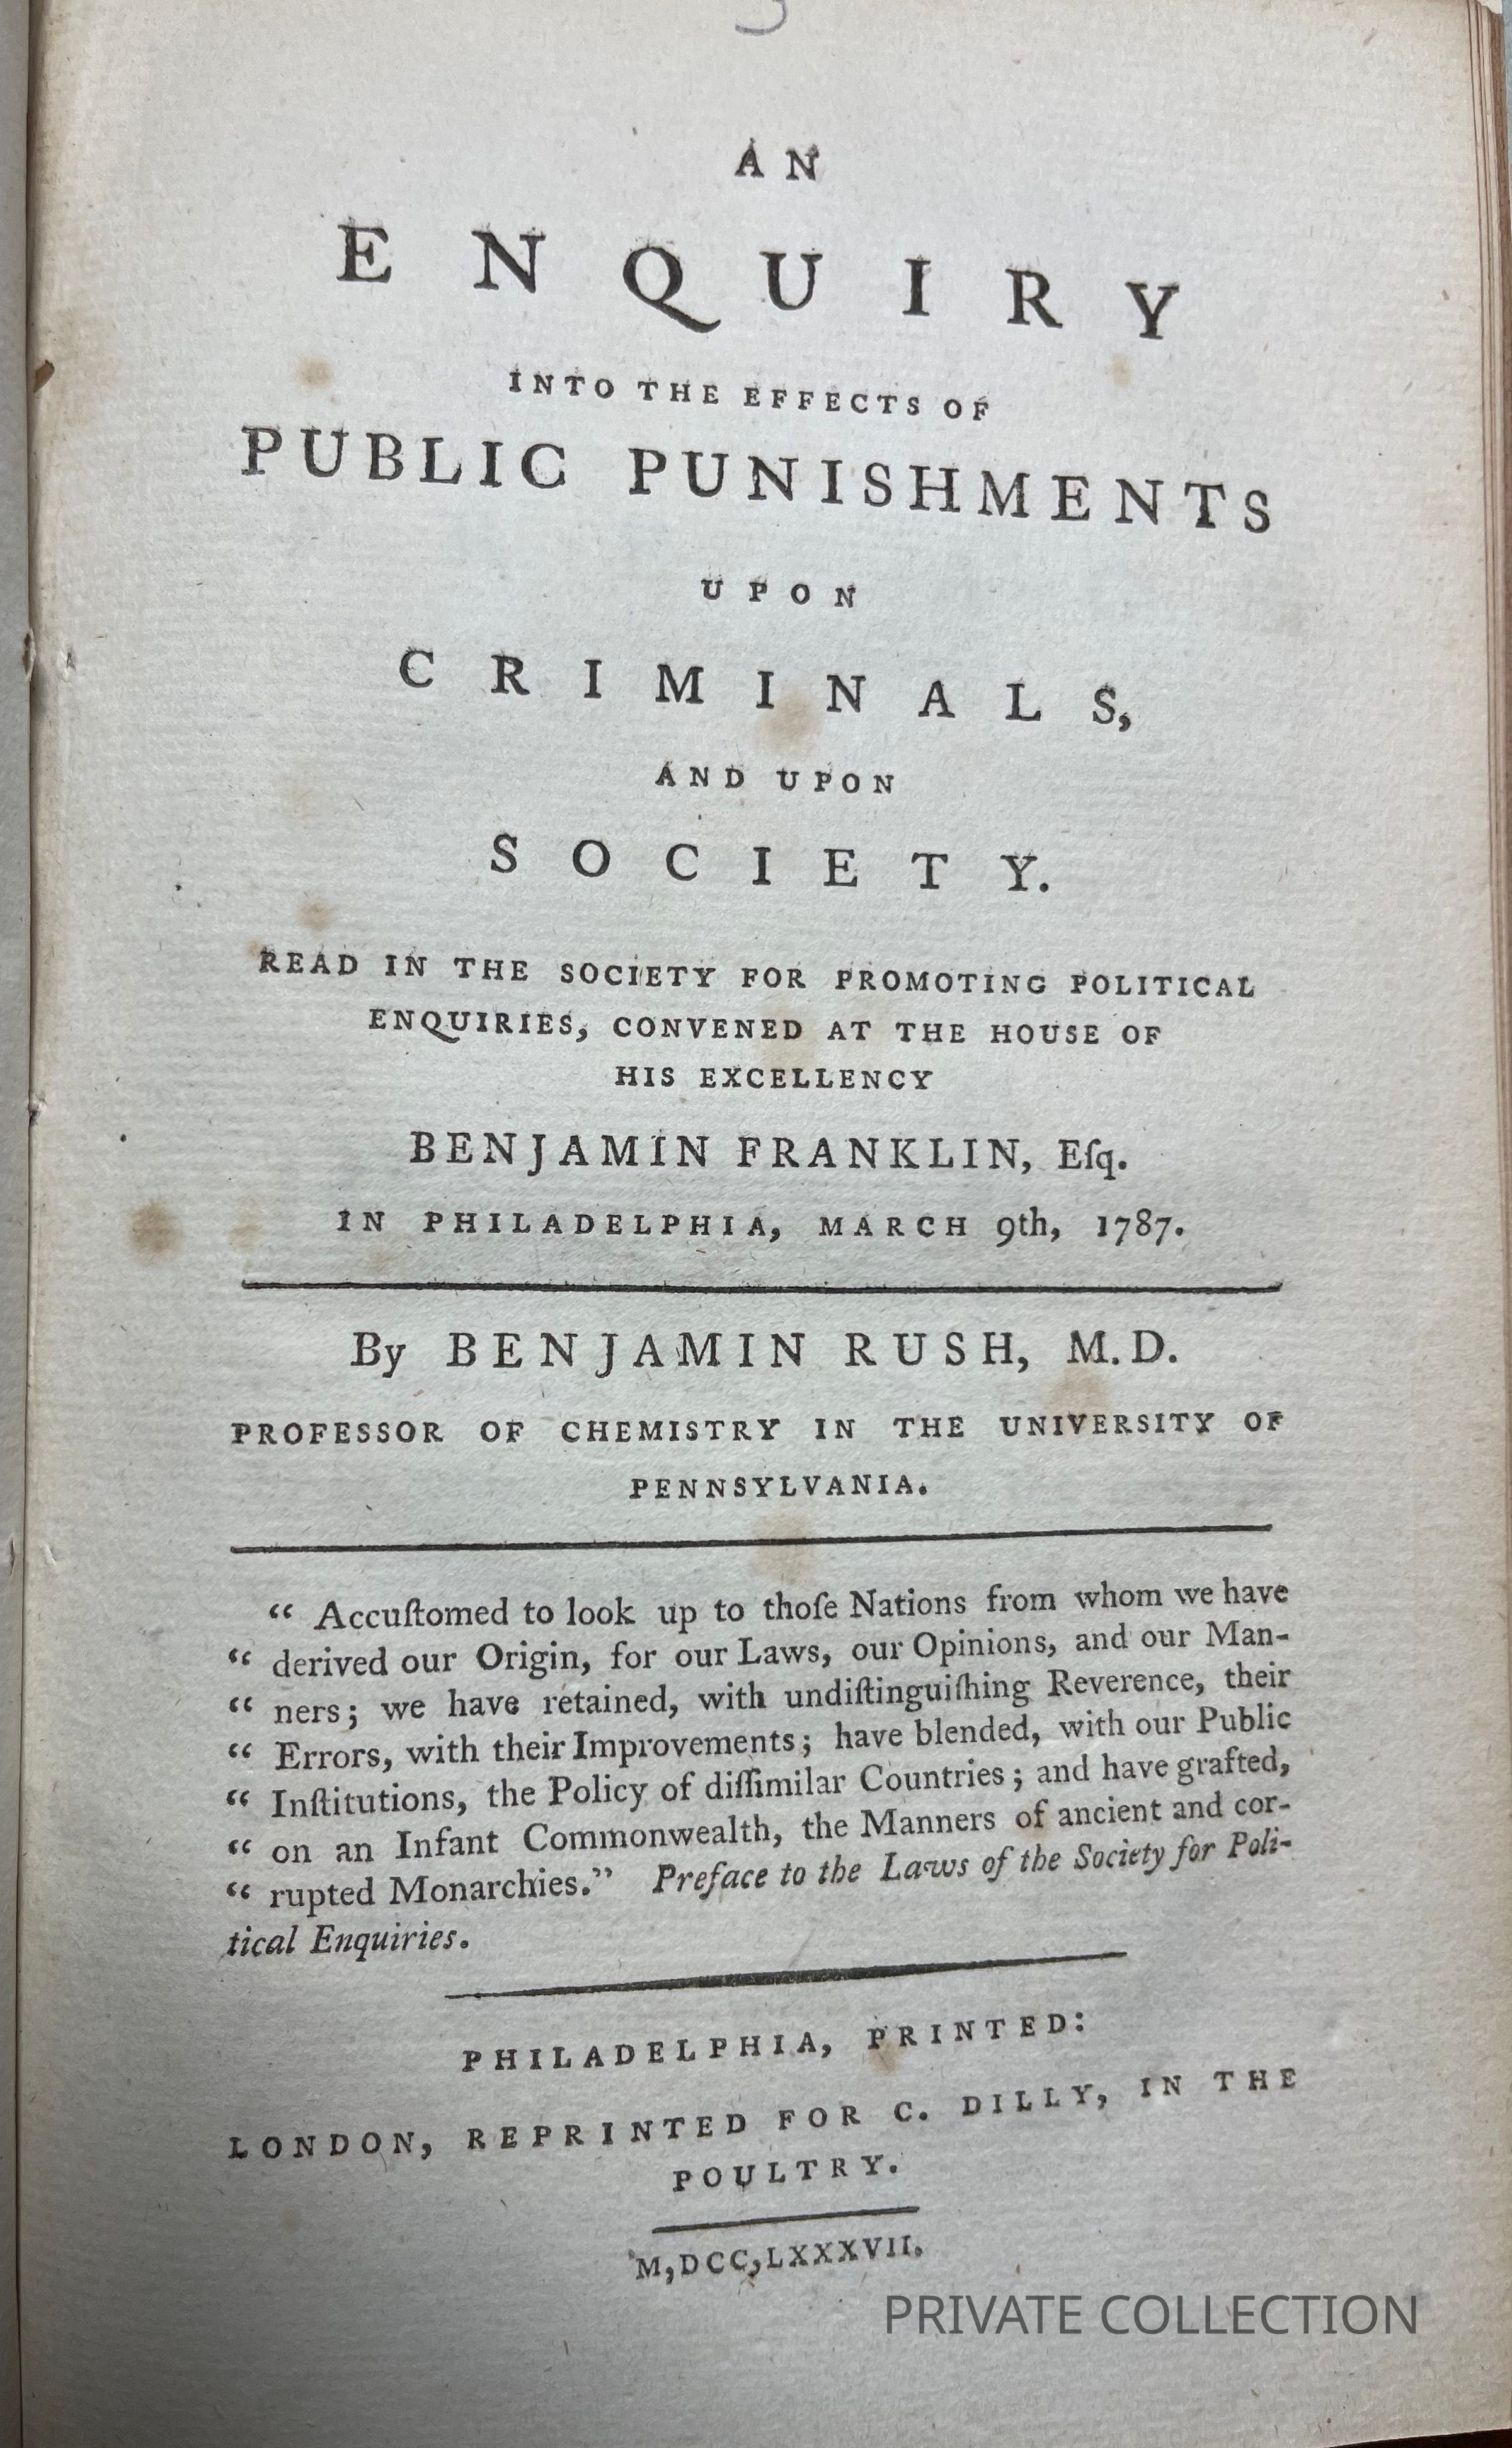 AN
ENQUIRY
INTO THE EFFECTS OF
PUBLIC PUNISHMENTS
UPON
CRIMINALS,
AND UPON
SOCIETY.
READ IN THE SOCIETY FOR PROMOTING POLITICAL
ENQUIRIES, CONVENED AT THE HOUSE OF
HIS EXCELLENCY
BENJAMIN FRANKLIN, Eſq.
IN PHILADELPHIA, MARCH 9th, 1787.
By BENJAMIN RUSH, M.D.
PROFESSOR OF CHEMISTRY IN THE UNIVERSITY OF
PENNSYLVANIA.
“ Accuſtomed to look up to thoſe Nations from whom we have
“ derived our Origin, for our Laws, our Opinions, and our Man-
“ ners; we have retained, with undiſtinguiſhing Reverence, their
“ Errors, with their Improvements; have blended, with our Public
“ Inſtitutions, the Policy of diſſimilar Countries; and have grafted,
“ on an Infant Commonwealth, the Manners of ancient and cor-
“ rupted Monarchies.” Preface to the Laws of the Society for Poli-
tical Enquiries.
PHILADELPHIA, PRINTED:
LONDON, REPRINTED FOR C. DILLY, IN THE
POULTRY.
M,DCC,LXXXVII.
PRIVATE COLLECTION